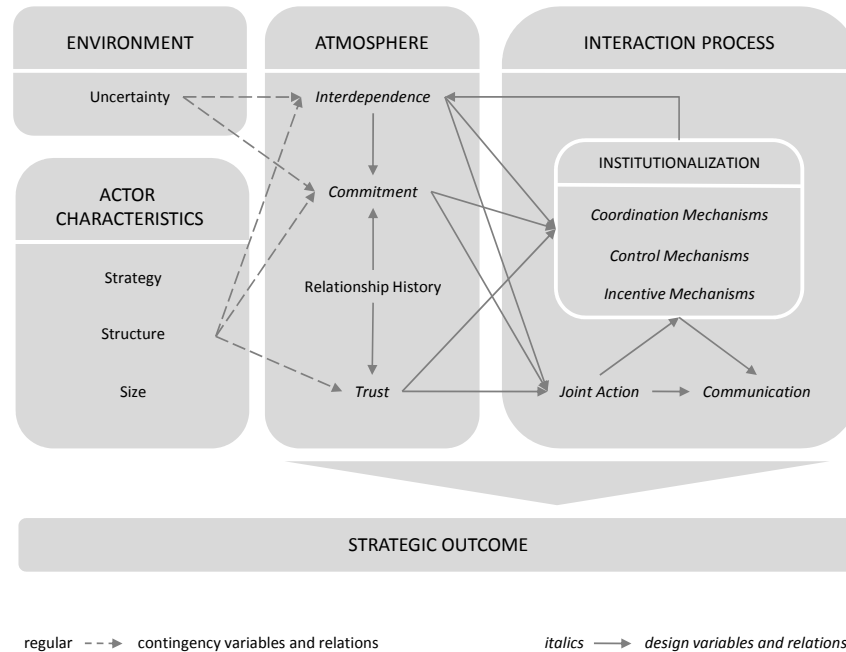 ENVIRONMENT
Uncertainty
ACTOR
CHARACTERISTICS
Strategy
Structure
Size
ATMOSPHERE
Interdependence
Commitment
Relationship History
Trust
INTERACTION PROCESS
INSTITUTIONALIZATION
Coordination Mechanisms
Control Mechanisms
Incentive Mechanisms
Joint Action
Communication
STRATEGIC OUTCOME
regular contingency variables and relations
italics design variables and relations